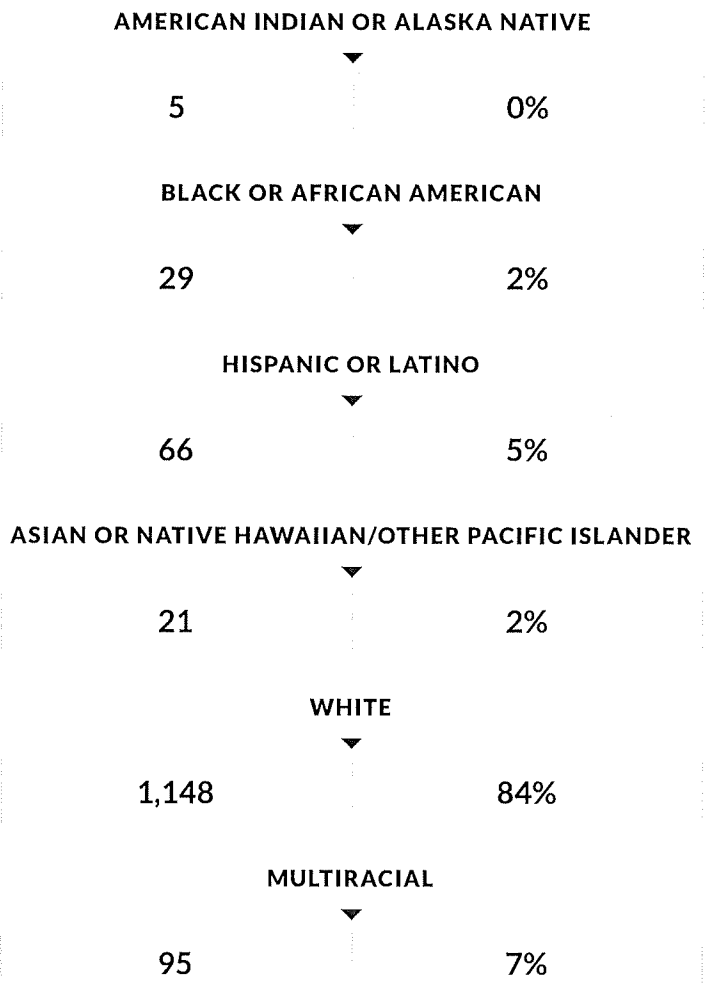 AMERICAN INDIAN OR ALASKA NATIVE
5 0%
BLACK OR AFRICAN AMERICAN
29 2%
HISPANIC OR LATINO
66 5%
ASIAN OR NATIVE HAWAIIAN/OTHER PACIFIC ISLANDER
21 2%
WHITE
1,148 84%
MULTIRACIAL
95 7%